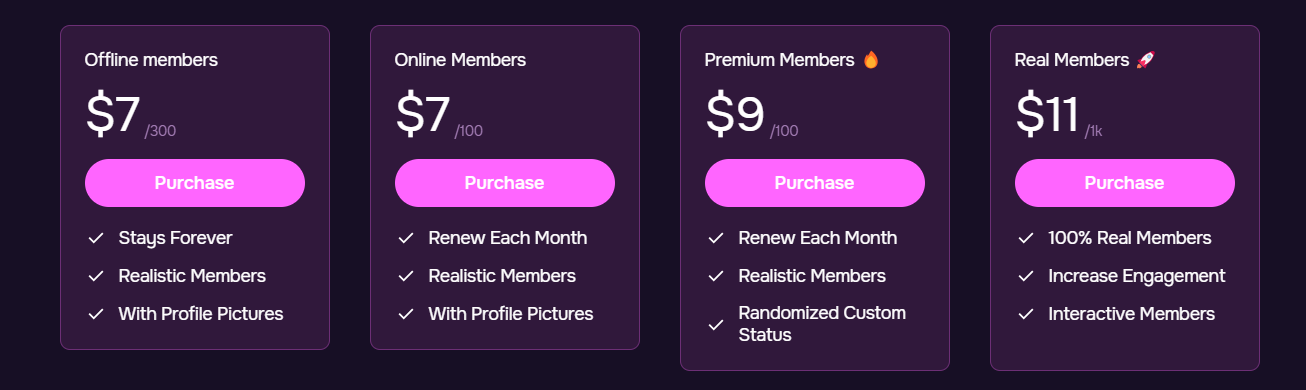 Offline members
$7 /300
Purchase
Stays Forever
Realistic Members
With Profile Pictures
Online Members
$7 /100
Purchase
Renew Each Month
Realistic Members
With Profile Pictures
Premium Members 🔥
$9 /100
Purchase
Renew Each Month
Realistic Members
Randomized Custom
Status
Real Members 🚀
$11 /1k
Purchase
100% Real Members
Increase Engagement
Interactive Members